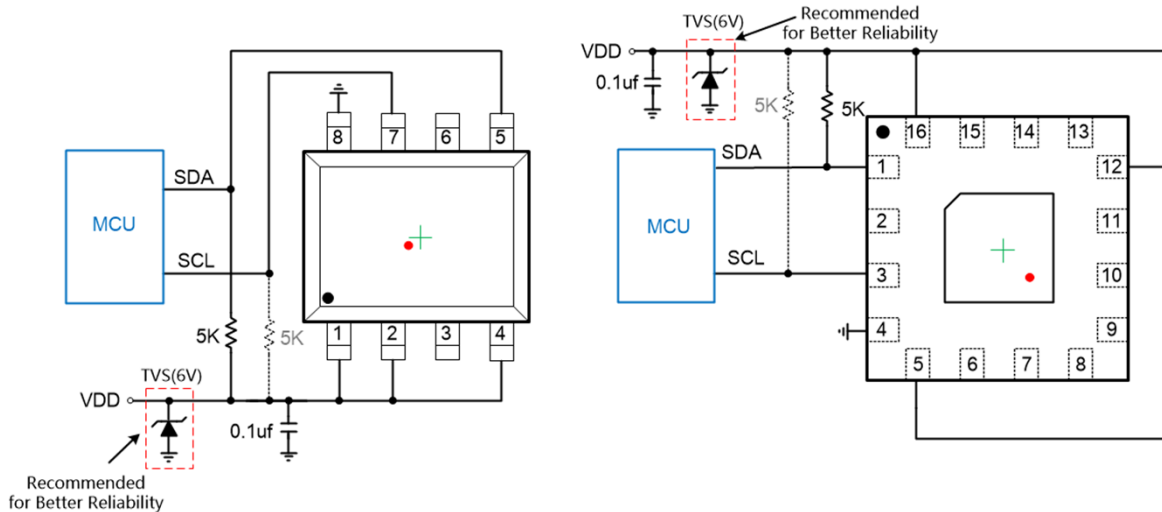 SDA
MCU
SCL
8
7
6
5
1
2
3
4
5K
5K
TVS(6V)
VDD
0.1uf
Recommended
for Better Reliability
Recommended
for Better Reliability
TVS(6V)
VDD
0.1uf
5K
5K
SDA
MCU
SCL
16
15
14
13
1
2
3
4
12
11
10
9
5
6
7
8